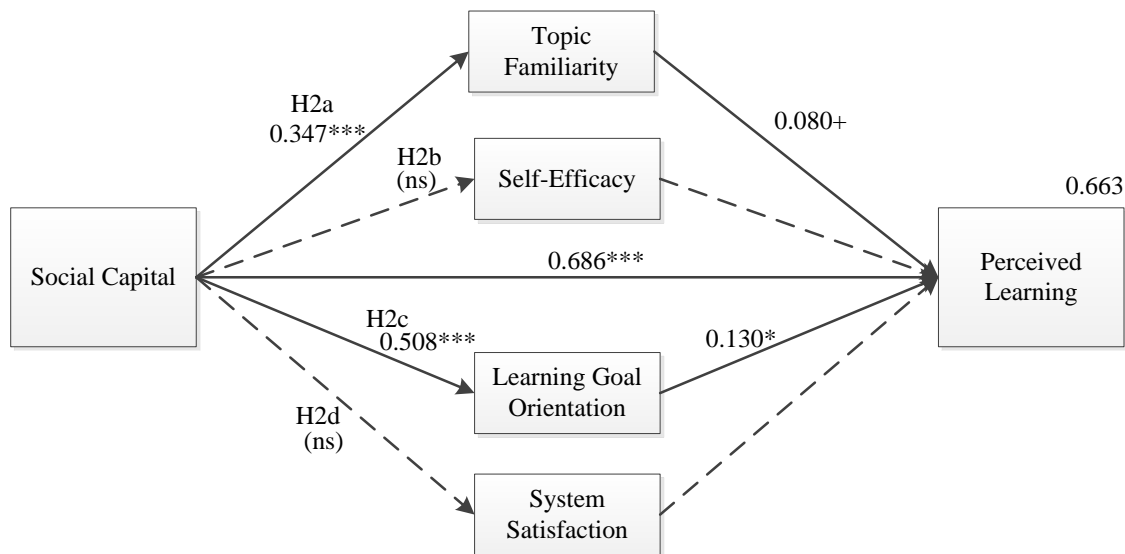 Topic
Familiarity
H2a
0.347***
0.080+
H2b
(ns)
Self-Efficacy
0.663
Social Capital
0.686***
Perceived
Learning
H2c
0.508***
0.130*
Learning Goal
Orientation
H2d
(ns)
System
Satisfaction